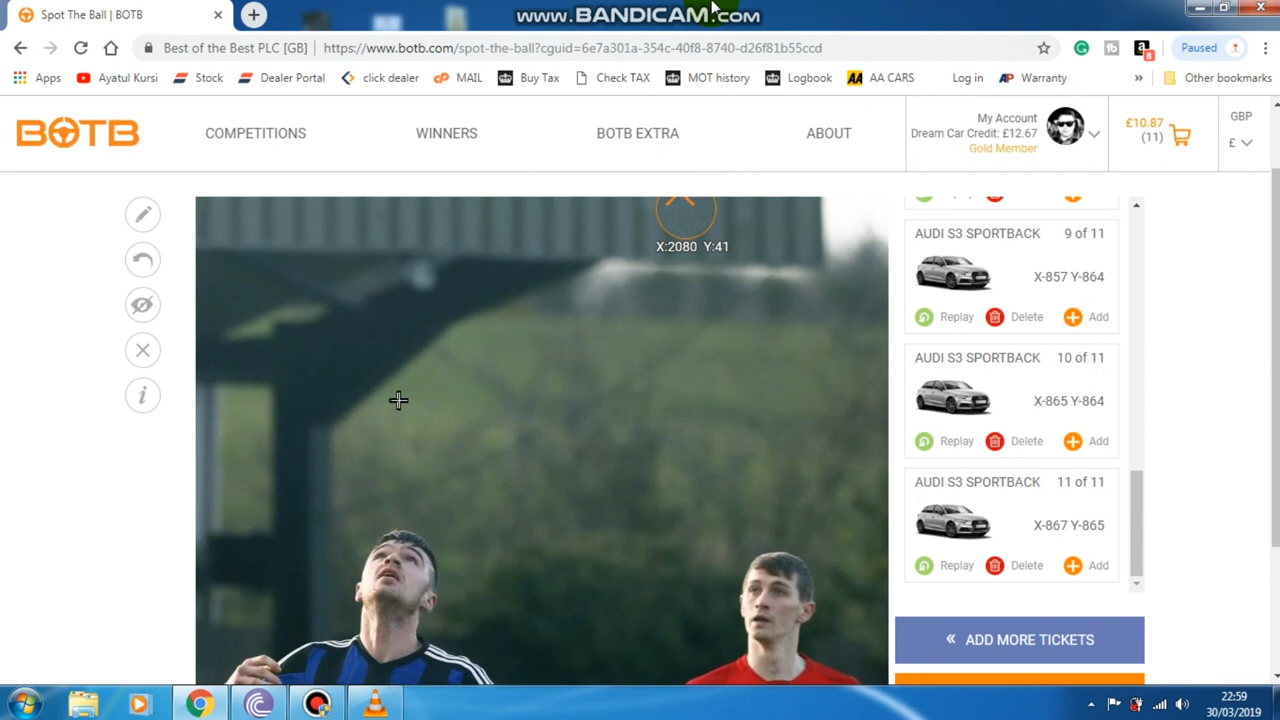 Spot The Ball | BOTB
www.BANDICAM.com
Best of the Best PLC [GB] | https://www.botb.com/spot-the-ball?cguid=6e7a301a-354c-40f8-8740-d26f81b55ccd
Paused
Apps Ayatul Kursi Stock Dealer Portal click dealer MAIL Buy Tax Check TAX MOT history Logbook AA CARS Log in Warranty » Other bookmarks
BOTB
COMPETITIONS WINNERS BOTB EXTRA ABOUT
My Account
Dream Car Credit: £12.67
Gold Member
£10.87
(11)
GBP
£
X:2080 Y:41
AUDI S3 SPORTBACK 9 of 11
X-857 Y-864
Replay Delete Add
AUDI S3 SPORTBACK 10 of 11
X-865 Y-864
Replay Delete Add
AUDI S3 SPORTBACK 11 of 11
X-867 Y-865
Replay Delete Add
« ADD MORE TICKETS
22:59
30/03/2019